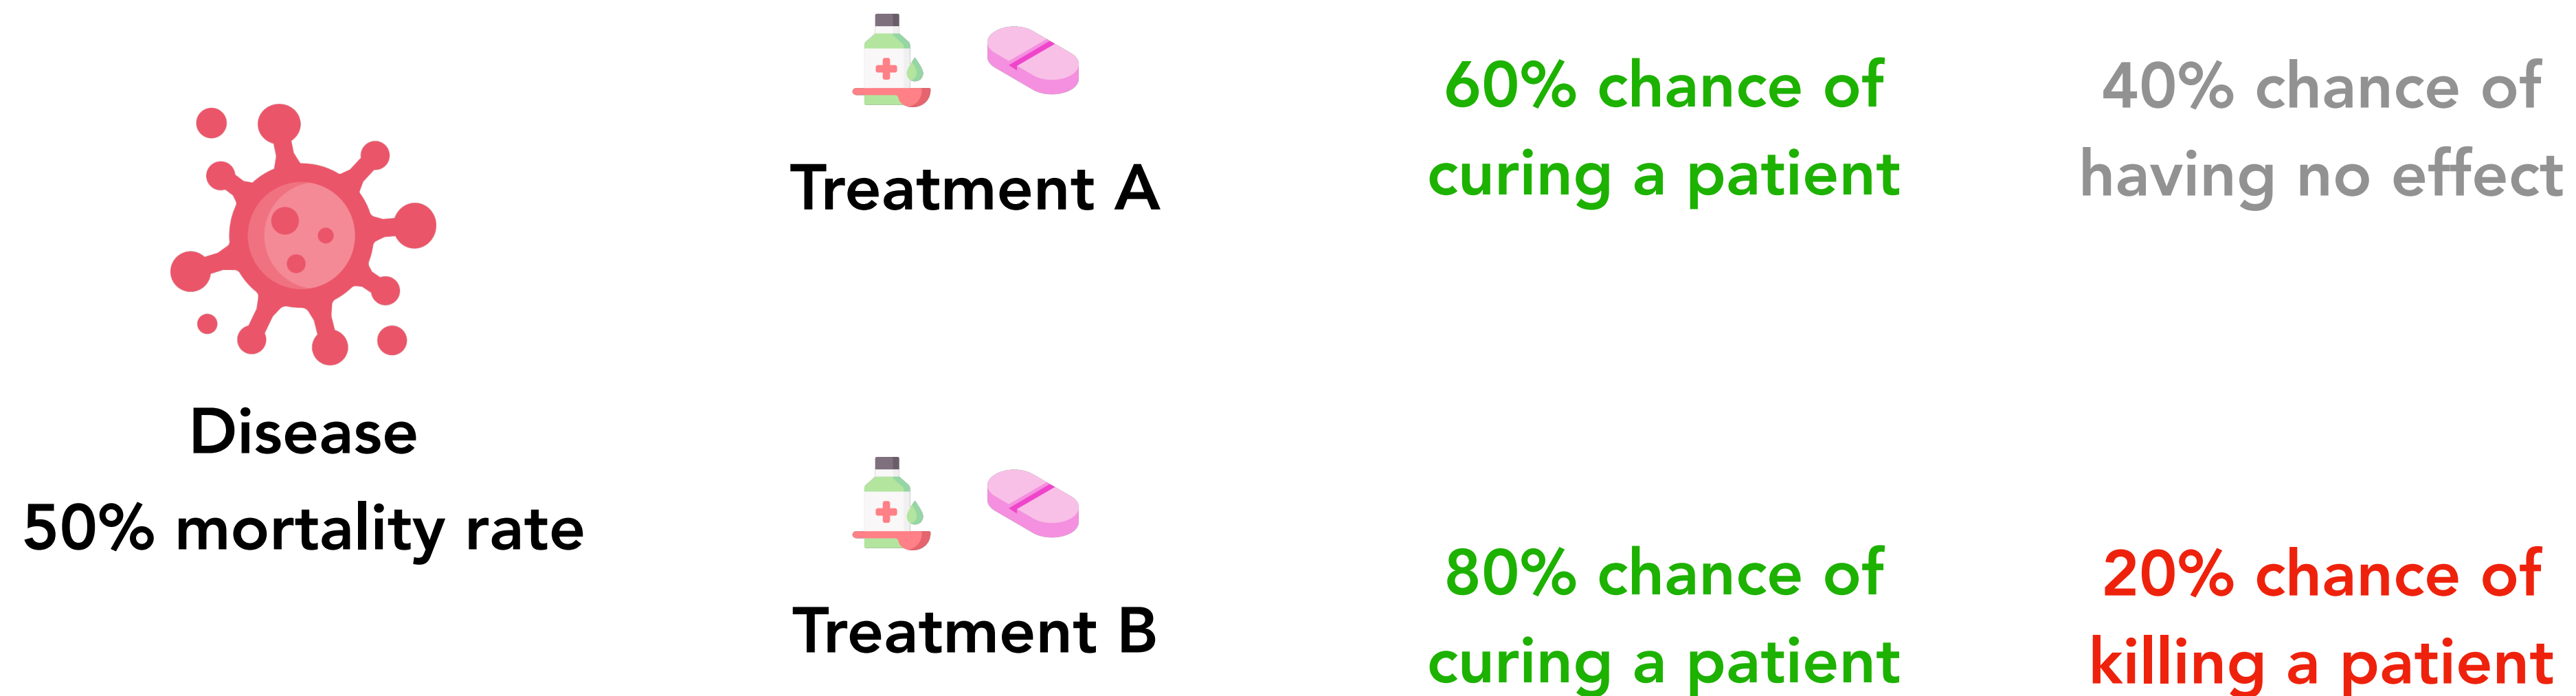 60% chance of
curing a patient
40% chance of
having no effect
Treatment A
Disease
50% mortality rate
Treatment B
80% chance of
curing a patient
20% chance of
killing a patient